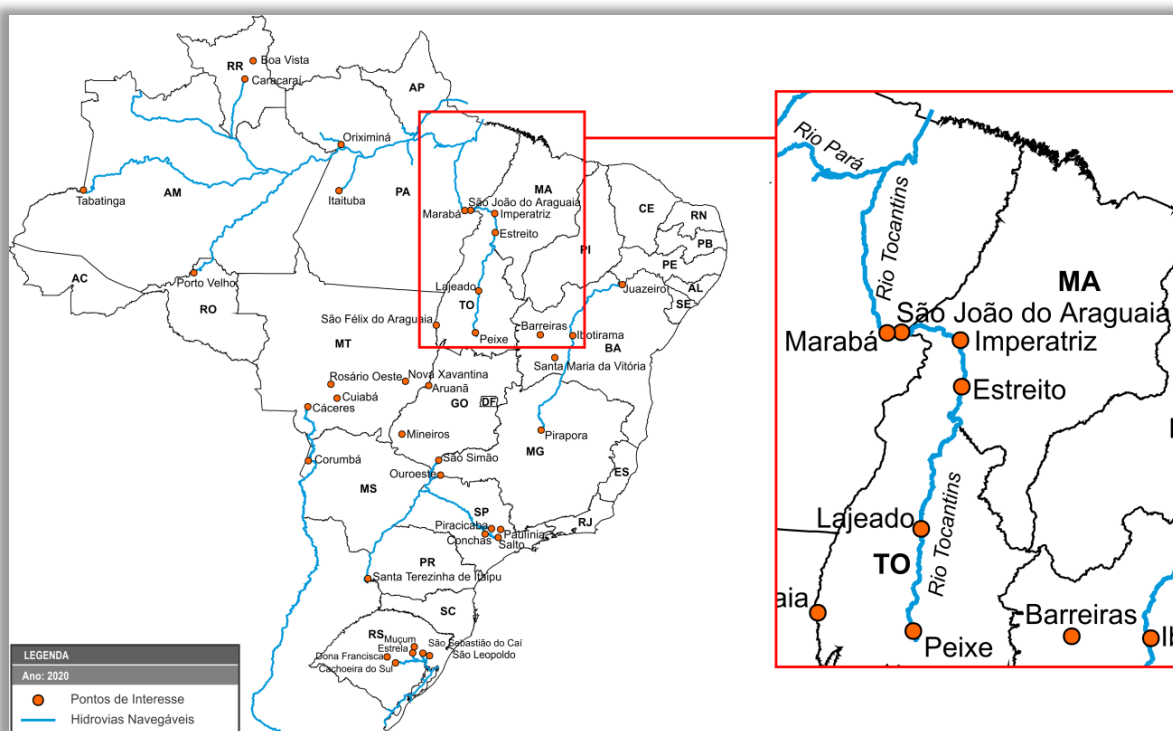 Boa Vista
RR
Caracaraí
AP
Oriximiná
AM
PA
Tabatinga
Itaituba
MA
São João do Araguaia
Marabá
Imperatriz
Estreito
CE
RN
PB
PI
PE
AL
SE
AC
Porto Velho
RO
Lajeado
TO
Juazeiro
São Félix do Araguaia
Peixe
Barreiras
Ibotirama
BA
MT
Santa Maria da Vitória
Rosário Oeste
Nova Xavantina
Aruanã
Cuiabá
Cáceres
GO
DF
Mineiros
Pirapora
MG
Corumbá
São Simão
Ouroeste
ES
MS
SP
Piracicaba
Paulínia
Conchas
Salto
RJ
PR
Santa Terezinha de Itaipu
SC
RS
Muçum
Estrela
São Sebastião do Caí
Dona Francisca
São Leopoldo
Cachoeira do Sul
LEGENDA
Ano: 2020
Pontos de Interesse
Hidrovias Navegáveis
Rio Pará
Rio Tocantins
MA
São João do Araguaia
Marabá
Imperatriz
Estreito
Lajeado
Rio Tocantins
TO
aia
Barreiras
Peixe
Ib